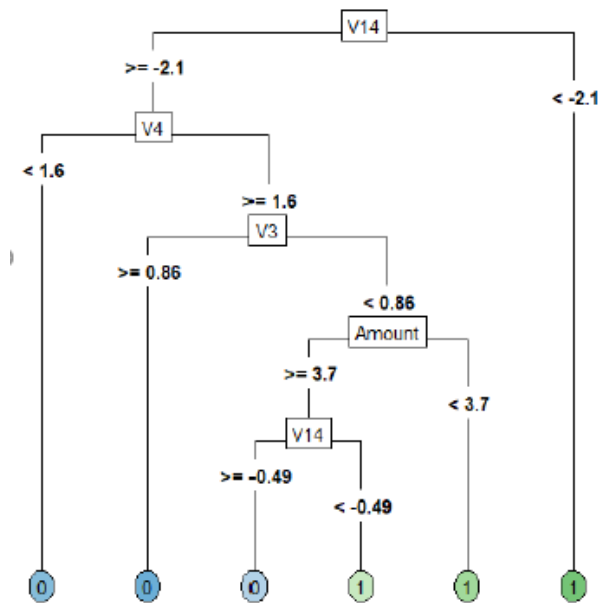 V14
>= -2.1
< -2.1
V4
< 1.6
>= 1.6
V3
>= 0.86
< 0.86
Amount
>= 3.7
< 3.7
V14
>= -0.49
< -0.49
0 0 0 1 1 1